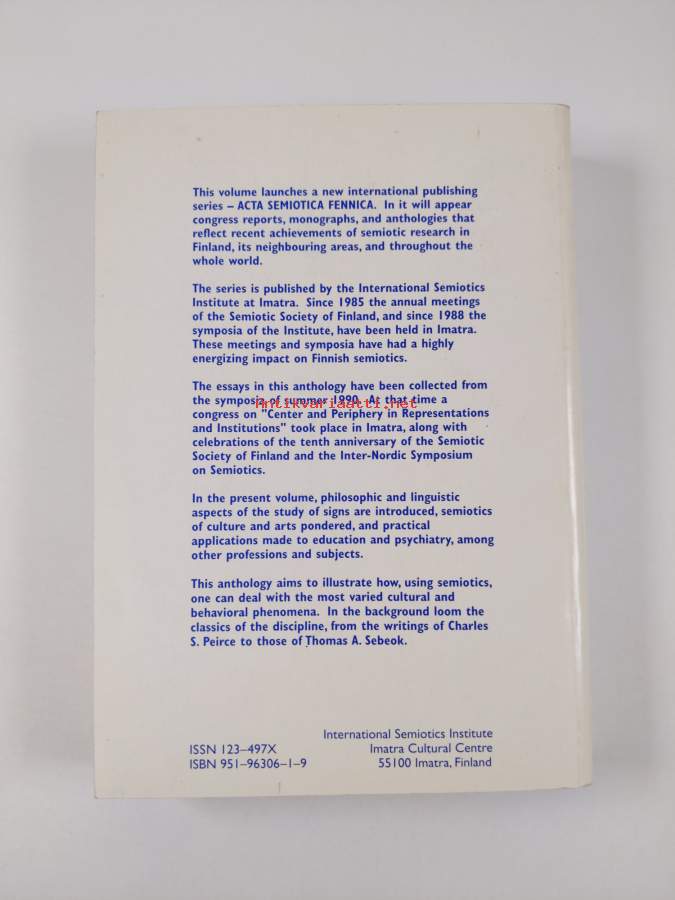 This volume launches a new international publishing
series – ACTA SEMIOTICA FENNICA. In it will appear
congress reports, monographs, and anthologies that
reflect recent achievements of semiotic research in
Finland, its neighbouring areas, and throughout the
whole world.
The series is published by the International Semiotics
Institute at Imatra. Since 1985 the annual meetings
of the Semiotic Society of Finland, and since 1988 the
symposia of the Institute, have been held in Imatra.
These meetings and symposia have had a highly
energizing impact on Finnish semiotics.
The essays in this anthology have been collected from
the symposia of summer 1990. At that time a
Antikvariaatti.net
congress on "Center and Periphery in Representations
and Institutions" took place in Imatra, along with
celebrations of the tenth anniversary of the Semiotic
Society of Finland and the Inter-Nordic Symposium
on Semiotics.
In the present volume, philosophic and linguistic
aspects of the study of signs are introduced, semiotics
of culture and arts pondered, and practical
applications made to education and psychiatry, among
other professions and subjects.
This anthology aims to illustrate how, using semiotics,
one can deal with the most varied cultural and
behavioral phenomena. In the background loom the
classics of the discipline, from the writings of Charles
S. Peirce to those of Thomas A. Sebeok.
International Semiotics Institute
Imatra Cultural Centre
55100 Imatra, Finland
ISSN 123–497X
ISBN 951–96306–1–9